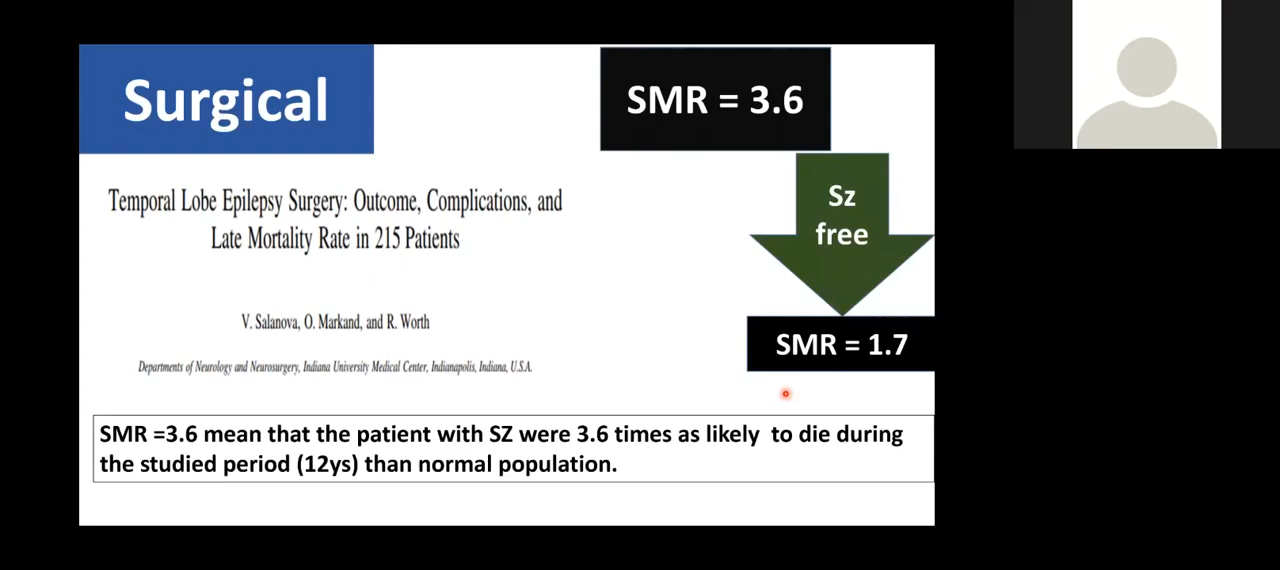 Surgical
SMR = 3.6
Sz
free
SMR = 1.7
Temporal Lobe Epilepsy Surgery: Outcome, Complications, and
Late Mortality Rate in 215 Patients
V. Salanova, O. Markand, and R. Worth
Departments of Neurology and Neurosurgery, Indiana University Medical Center, Indianapolis, Indiana, U.S.A.
SMR =3.6 mean that the patient with SZ were 3.6 times as likely to die during
the studied period (12ys) than normal population.